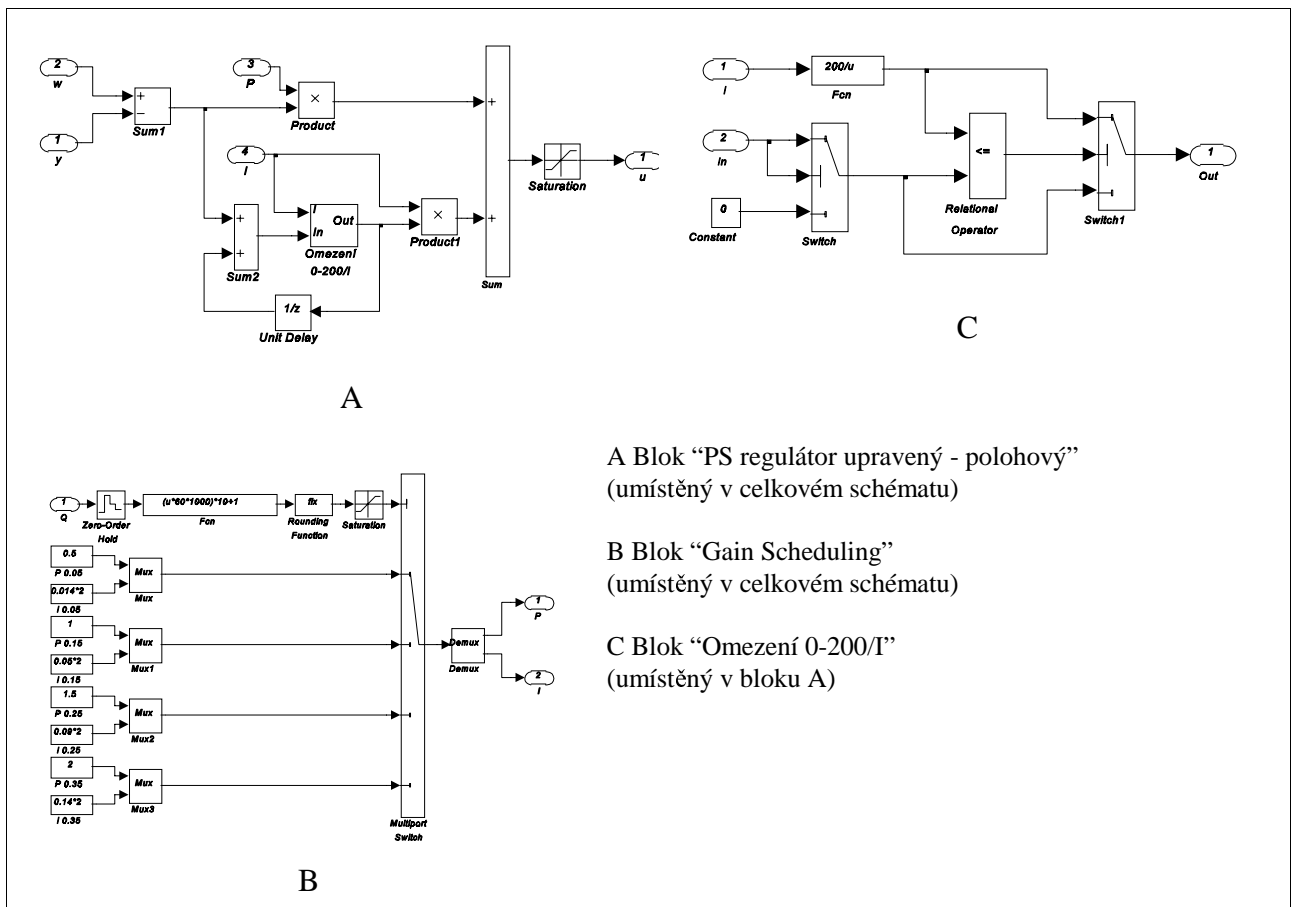 2
w
1
y
+
−
Sum1
3
P
×
Product
4
I
+
+
Sum2
I
In
Out
Omezení
0-200/I
×
Product1
1/z
Unit Delay
+
+
Sum
Saturation
1
u
A
1
I
200/u
Fcn
2
In
0
Constant
Switch
<=
Relational
Operator
Switch1
1
Out
C
1
Q
Zero-Order
Hold
(u*60*1000)*10+1
Fcn
fix
Rounding
Function
Saturation
0.5
P 0.05
0.014*2
I 0.05
Mux
Mux
1
P 0.15
0.05*2
I 0.15
Mux
Mux1
1.5
P 0.25
0.09*2
I 0.25
Mux
Mux2
2
P 0.35
0.14*2
I 0.35
Mux
Mux3
Multiport
Switch
Demux
Demux
1
P
2
I
B
A Blok “PS regulátor upravený - polohový”
(umístěný v celkovém schématu)
B Blok “Gain Scheduling”
(umístěný v celkovém schématu)
C Blok “Omezení 0-200/I”
(umístěný v bloku A)